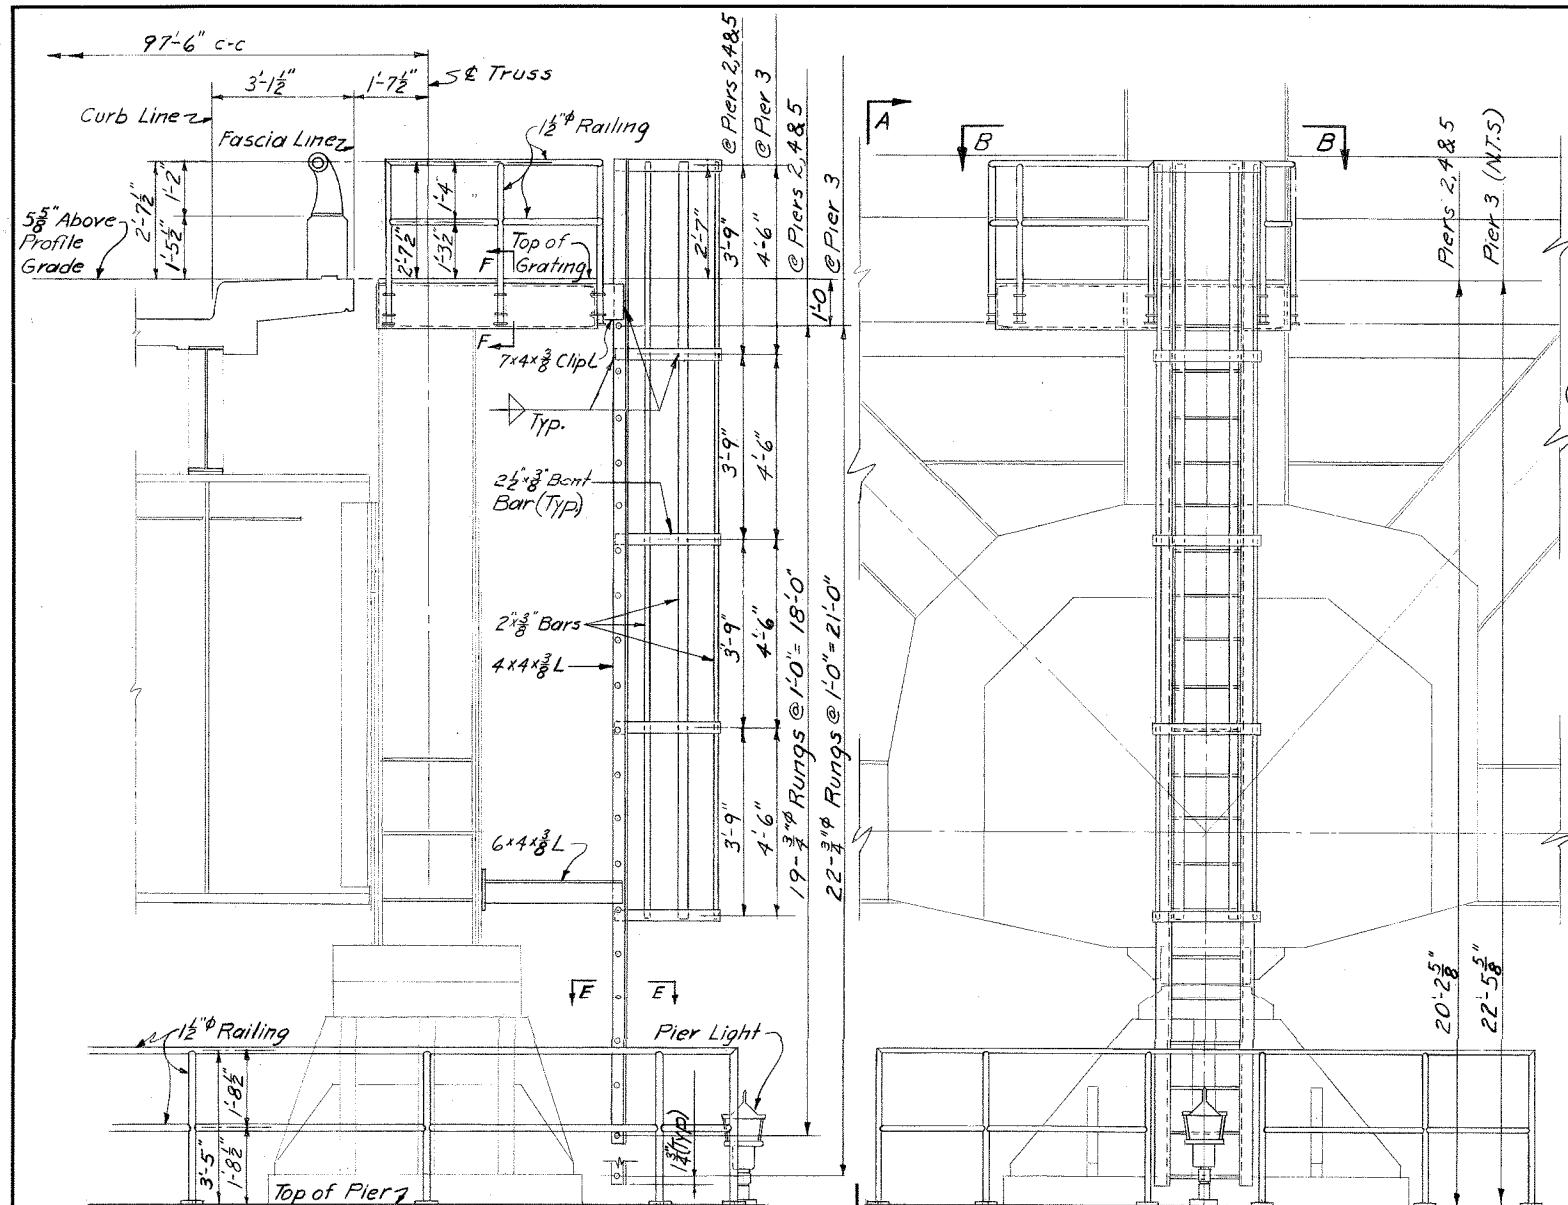 97'-6" c-c
3'-1½"
1'-7½"
℄ Truss
Curb Line
Fascia Line
1½"φ Railing
5⅝" Above
Profile
Grade
2'-7½"
1'-2"
1'-5½"
2'-7½"
1'-4"
1'-3½"
F
Top of
Grating
F
7×4×⅜ Clip L
Typ.
2½"×⅜" Bent
Bar (Typ.)
2"×⅜" Bars
4×4×⅜ L
6×4×⅜ L
E
E
2'-7"
3'-9"
3'-9"
3'-9"
3'-9"
@ Piers 2,4&5
4'-6"
4'-6"
4'-6"
4'-6"
@ Pier 3
19-¾"φ Rungs @ 1'-0" = 18'-0"
@ Piers 2,4&5
22-¾"φ Rungs @ 1'-0" = 21'-0"
@ Pier 3
1'-0
A
B
B
Piers 2,4&5
Pier 3 (N.T.S)
20'-2⅝"
22'-5⅝"
1½"φ Railing
1'-8½"
1'-8½"
3'-5"
Top of Pier
Pier Light
1¾"(Typ)